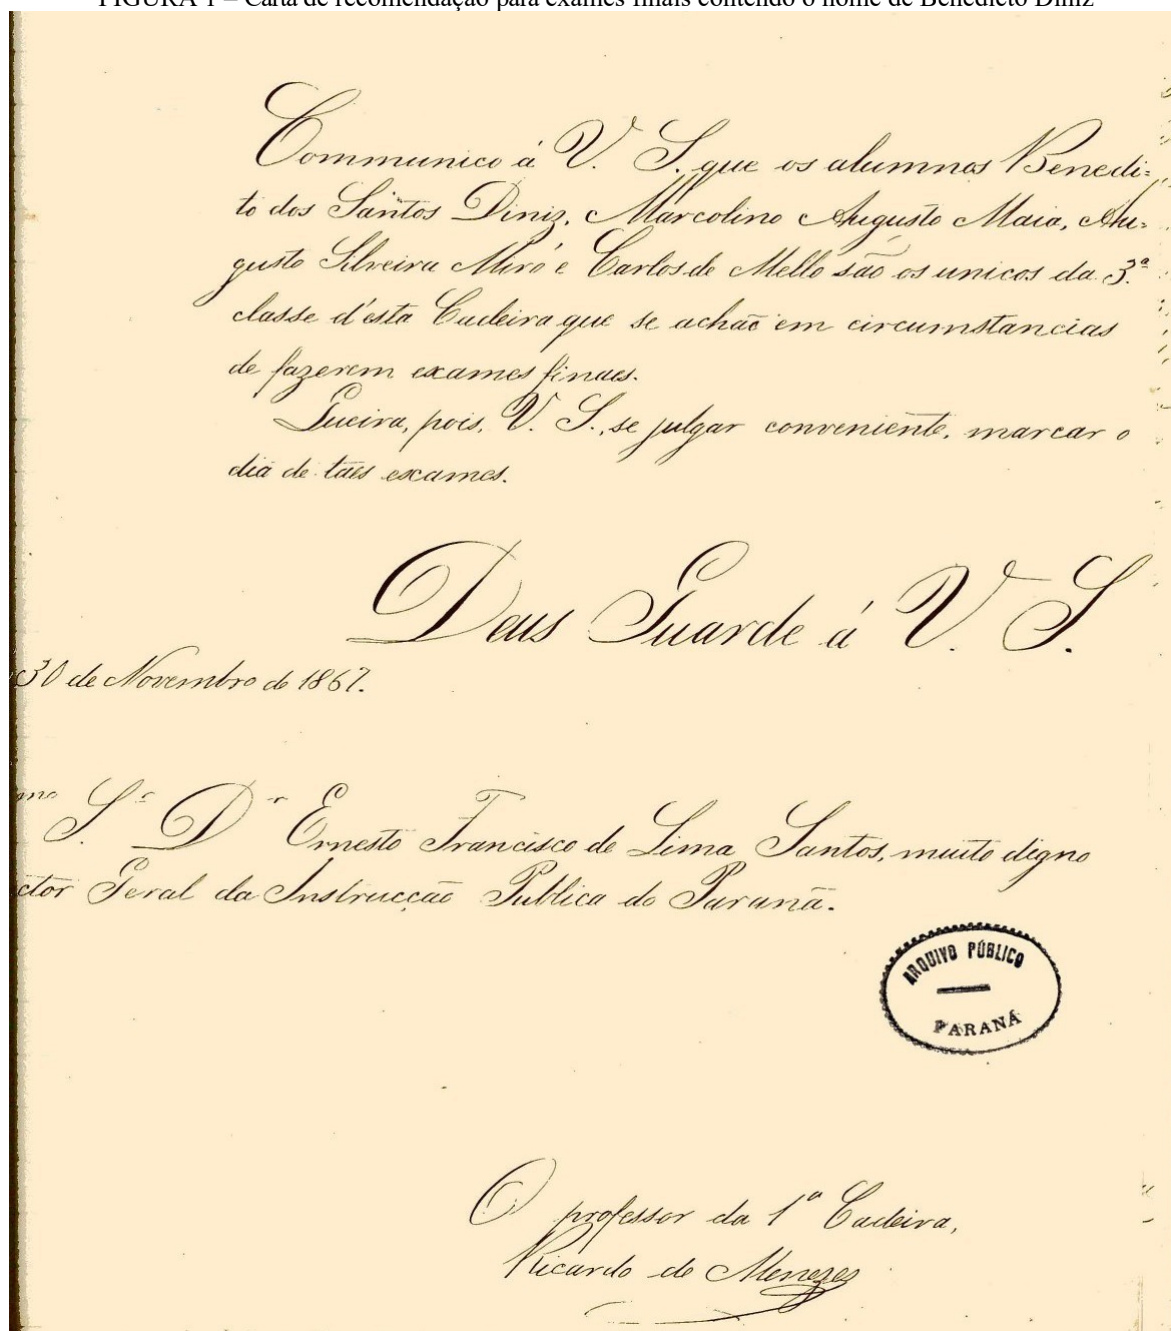 FIGURA 1 – Carta de recomendação para exames finais contendo o nome de Benedicto Diniz
Communico á V. S. que os alumnos Benedi=
to dos Santos Diniz, Marcolino Augusto Maia, Au=
gusto Silveira Miró e Carlos de Mello são os unicos da 3.ª
classe d'esta Cadeira que se achão em circumstancias
de fazerem exames finaes.
Queira, pois, V. S., se julgar conveniente, marcar o
dia de taes exames.
Deus Guarde á V. S.
30 de Novembro de 1867.
mo S.r D.r Ernesto Francisco de Lima Santos, muito digno
ctor Geral da Instrucção Publica do Paraná.
ARQUIVO PÚBLICO
PARANÁ
O professor da 1ª Cadeira,
Ricardo de Menezes